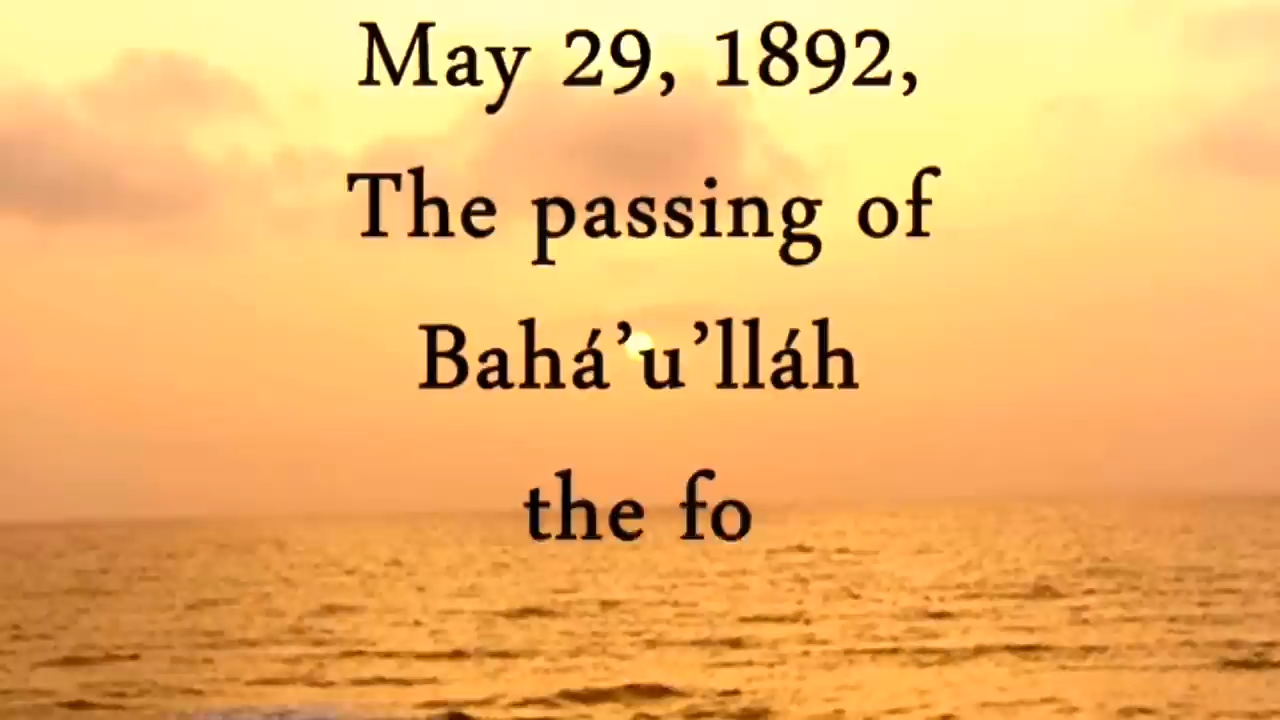 May 29, 1892,
The passing of
Bahá’u’lláh
the fo